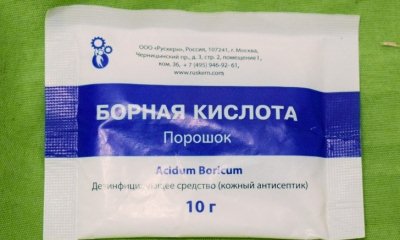 ООО «Рускерн», Россия, 107241, г. Москва,
Черницынский пр., д. 3, стр. 2, помещение I,
ком. 36, +7 (495) 946-92-61,
www.ruskern.com
БОРНАЯ КИСЛОТА
Порошок
Acidum Boricum
Дезинфицирующее средство (кожный антисептик)
10 г